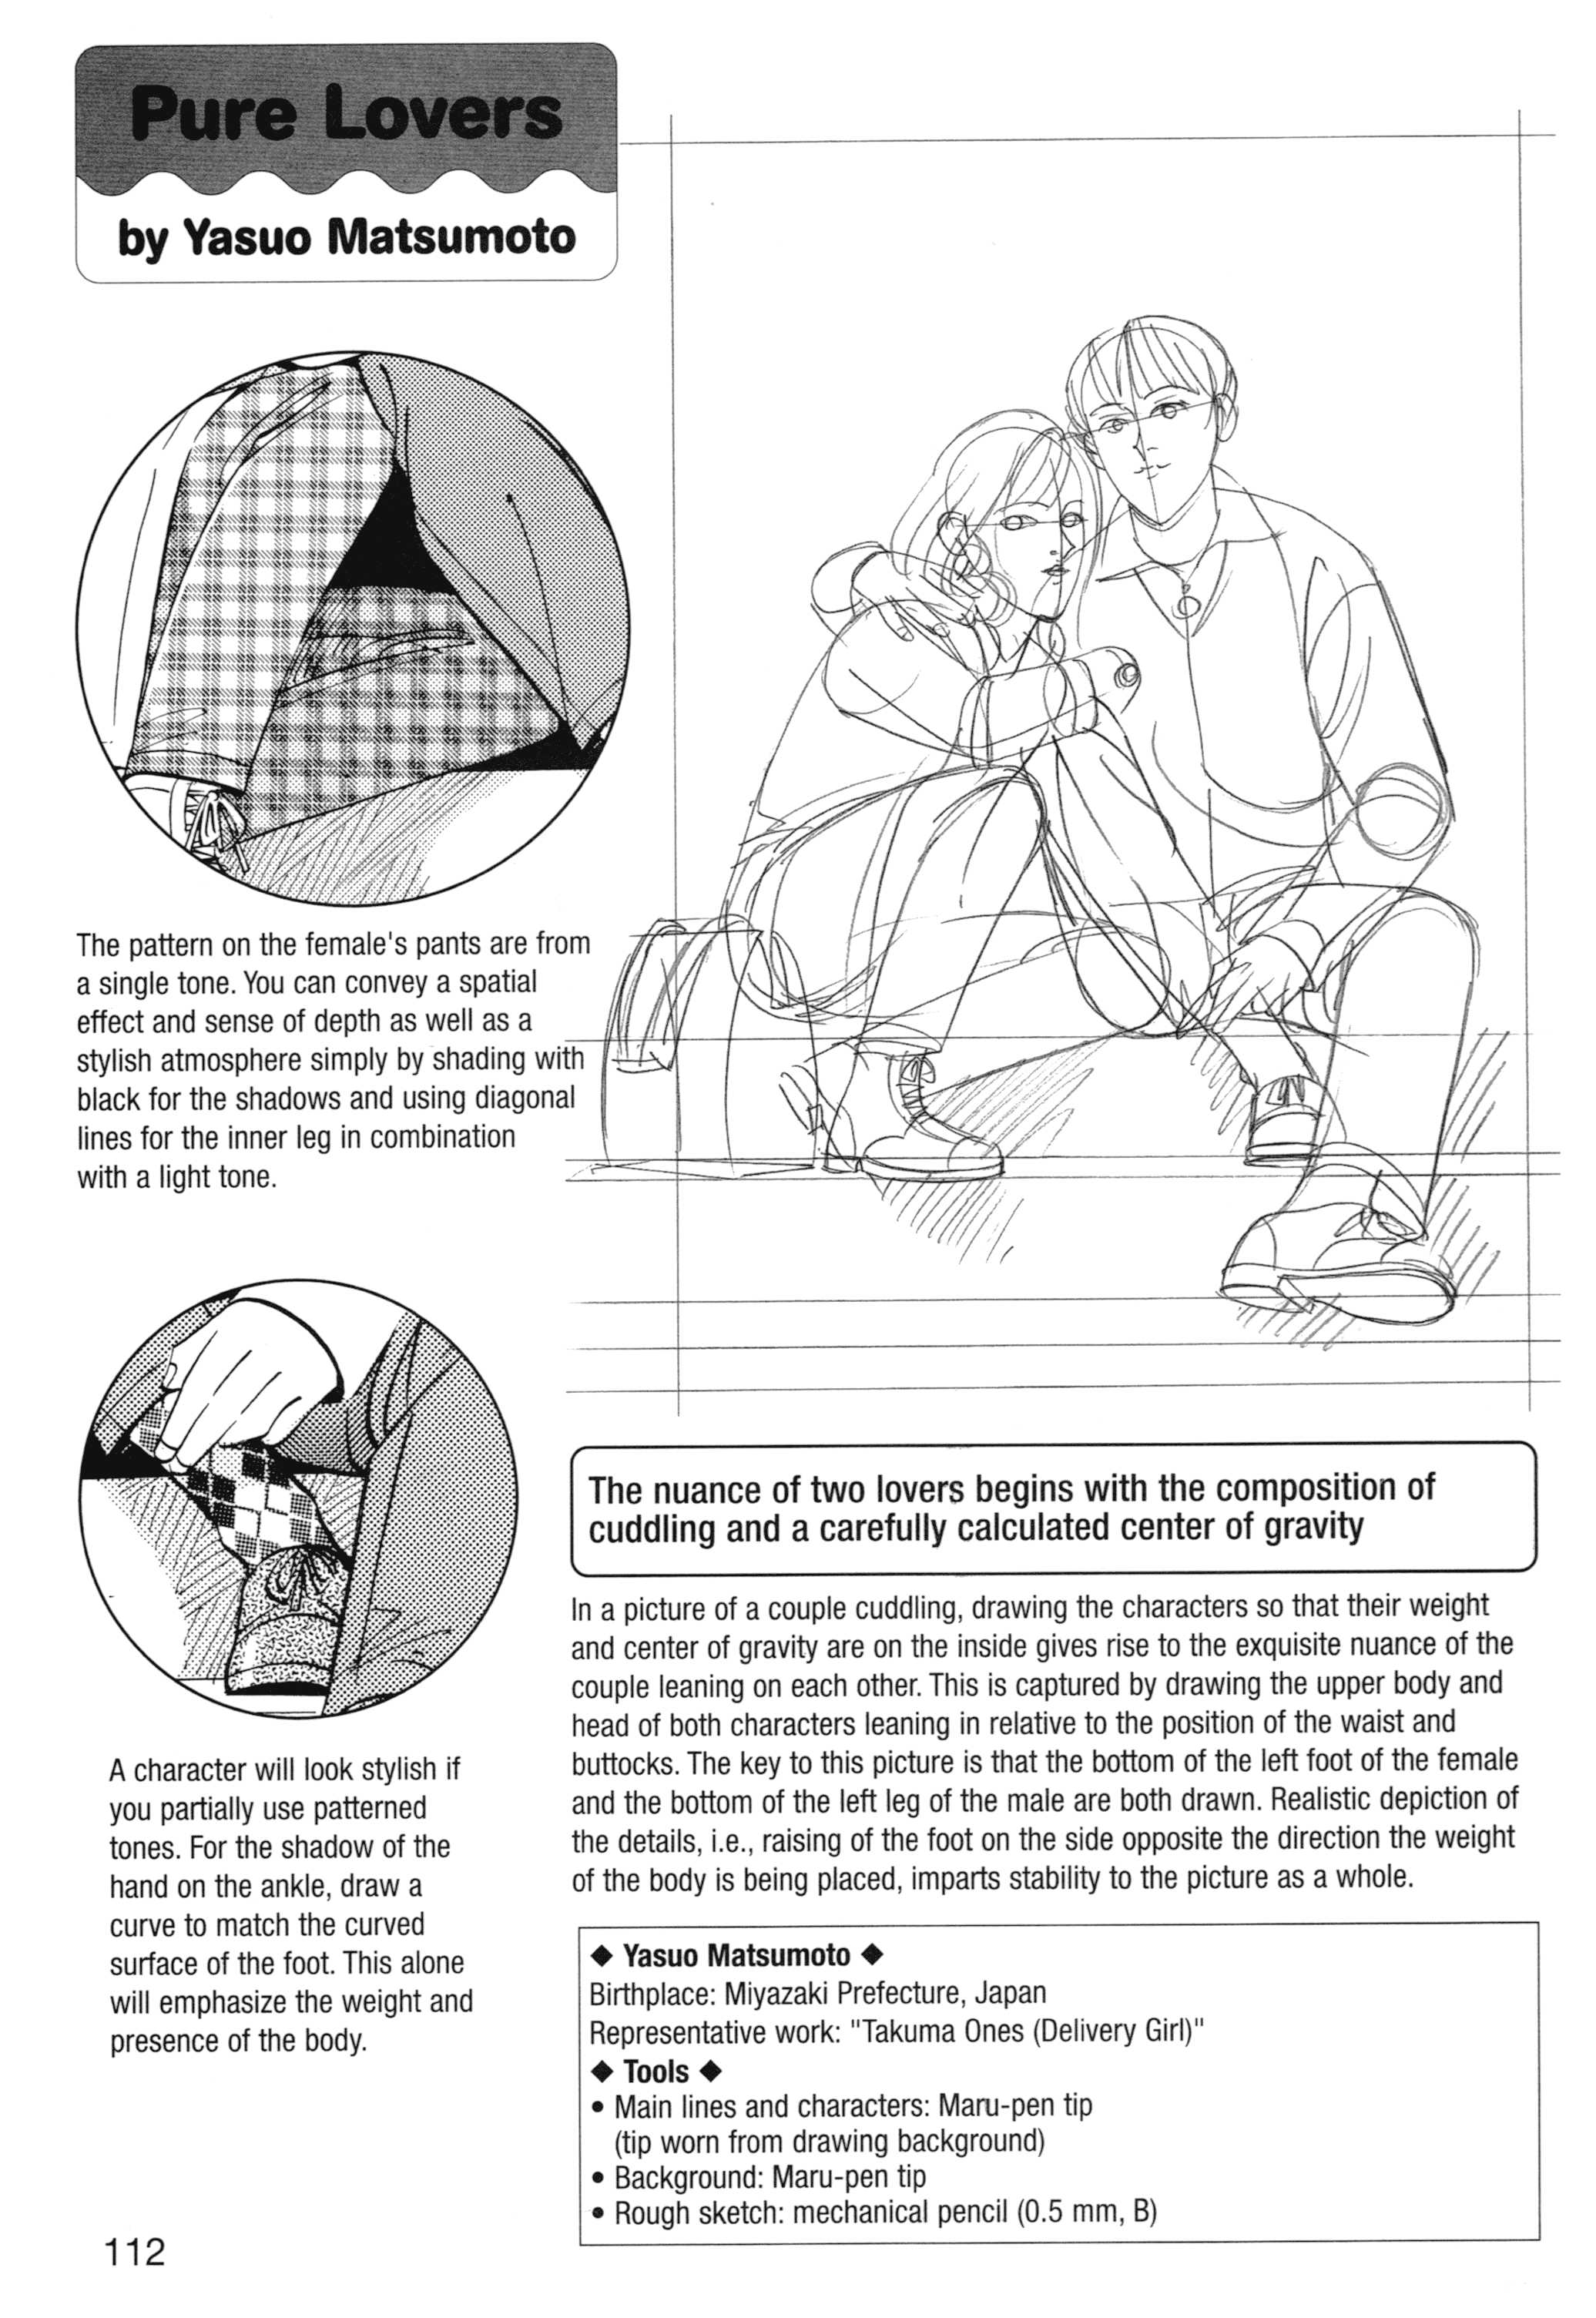 Pure Lovers
by Yasuo Matsumoto
The pattern on the female's pants are from
a single tone. You can convey a spatial
effect and sense of depth as well as a
stylish atmosphere simply by shading with
black for the shadows and using diagonal
lines for the inner leg in combination
with a light tone.
A character will look stylish if
you partially use patterned
tones. For the shadow of the
hand on the ankle, draw a
curve to match the curved
surface of the foot. This alone
will emphasize the weight and
presence of the body.
The nuance of two lovers begins with the composition of
cuddling and a carefully calculated center of gravity
In a picture of a couple cuddling, drawing the characters so that their weight
and center of gravity are on the inside gives rise to the exquisite nuance of the
couple leaning on each other. This is captured by drawing the upper body and
head of both characters leaning in relative to the position of the waist and
buttocks. The key to this picture is that the bottom of the left foot of the female
and the bottom of the left leg of the male are both drawn. Realistic depiction of
the details, i.e., raising of the foot on the side opposite the direction the weight
of the body is being placed, imparts stability to the picture as a whole.
◆ Yasuo Matsumoto ◆
Birthplace: Miyazaki Prefecture, Japan
Representative work: "Takuma Ones (Delivery Girl)"
◆ Tools ◆
• Main lines and characters: Maru-pen tip
(tip worn from drawing background)
• Background: Maru-pen tip
• Rough sketch: mechanical pencil (0.5 mm, B)
112